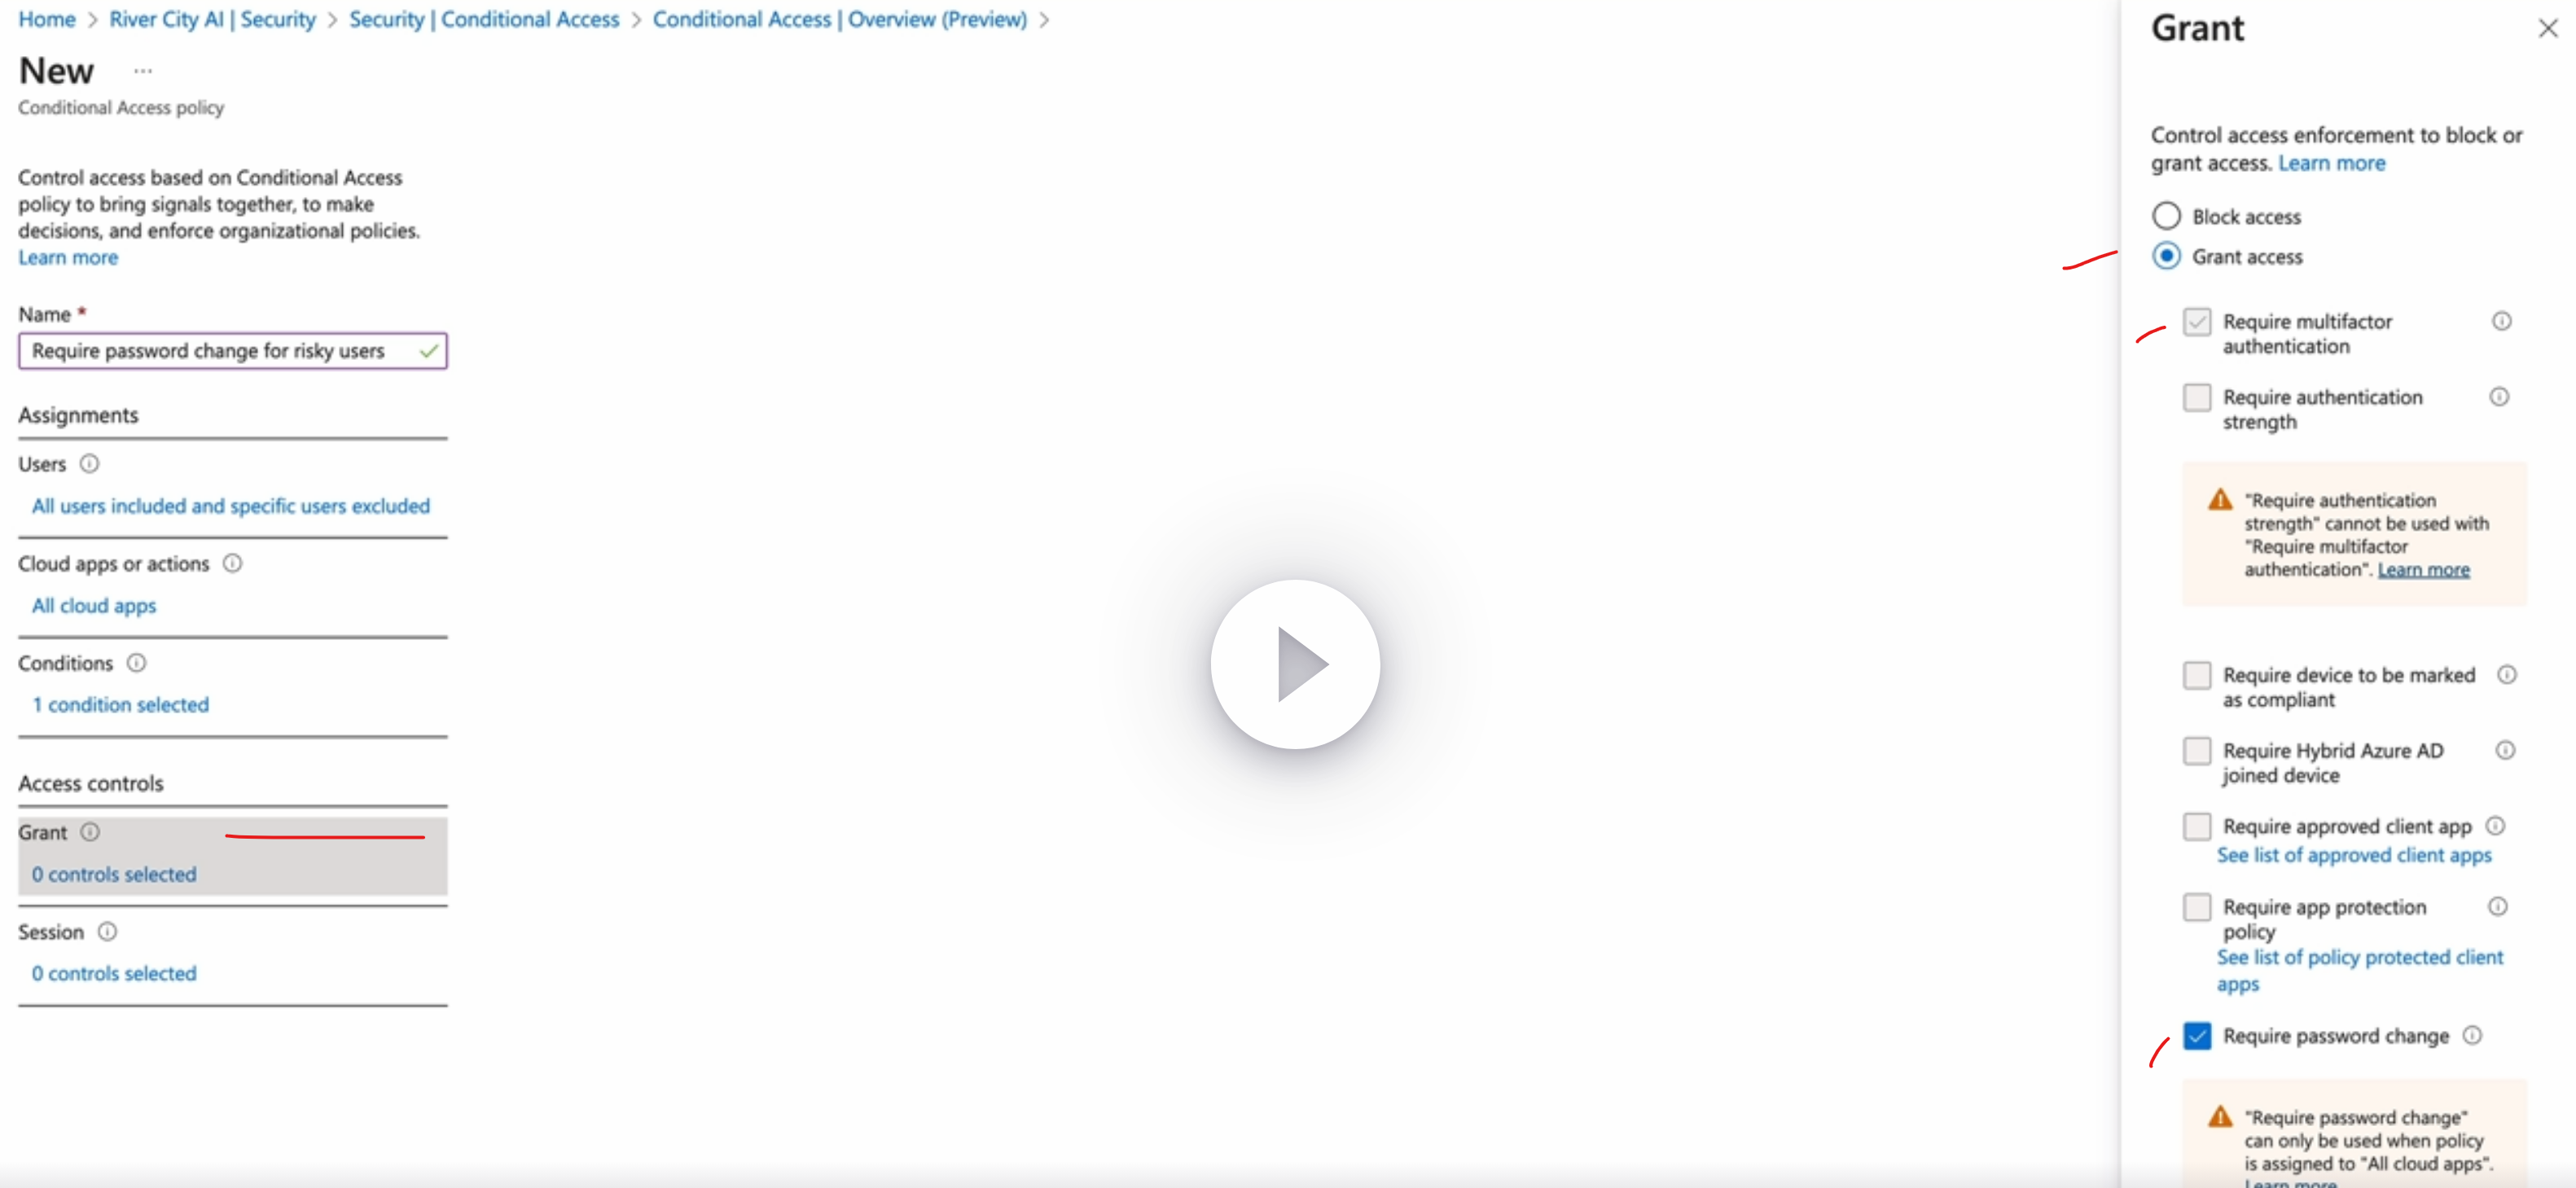 Home > River City AI | Security > Security | Conditional Access > Conditional Access | Overview (Preview) >
New ...
Conditional Access policy
Control access based on Conditional Access
policy to bring signals together, to make
decisions, and enforce organizational policies.
Learn more
Name *
Require password change for risky users
Assignments
Users
All users included and specific users excluded
Cloud apps or actions
All cloud apps
Conditions
1 condition selected
Access controls
Grant
0 controls selected
Session
0 controls selected
Grant
Control access enforcement to block or
grant access. Learn more
Block access
Grant access
Require multifactor
authentication
Require authentication
strength
"Require authentication
strength" cannot be used with
"Require multifactor
authentication". Learn more
Require device to be marked
as compliant
Require Hybrid Azure AD
joined device
Require approved client app
See list of approved client apps
Require app protection
policy
See list of policy protected client
apps
Require password change
"Require password change"
can only be used when policy
is assigned to "All cloud apps".
Learn more